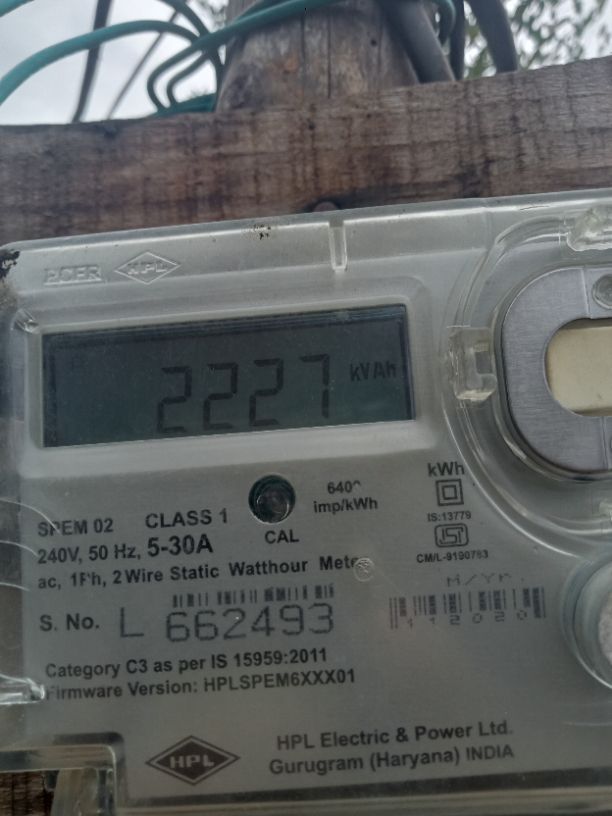 HPL
2227 kVAh
640 imp/kWh
kWh
IS:13779
CM/L-9190783
SPEM 02 CLASS 1
CAL
240V, 50 Hz, 5-30A
ac, 1Ph, 2 Wire Static Watthour Meter
M/Yr.
S. No. L 662493
112020
Category C3 as per IS 15959:2011
Firmware Version: HPLSPEM6XXX01
HPL
HPL Electric & Power Ltd.
Gurugram (Haryana) INDIA